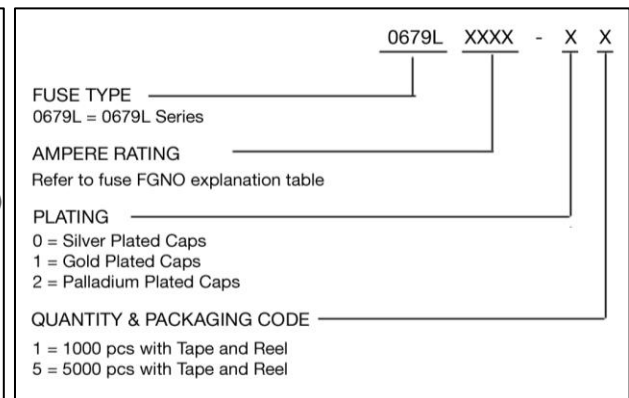 0679L XXXX - X X
FUSE TYPE
0679L = 0679L Series
AMPERE RATING
Refer to fuse FGNO explanation table
PLATING
0 = Silver Plated Caps
1 = Gold Plated Caps
2 = Palladium Plated Caps
QUANTITY & PACKAGING CODE
1 = 1000 pcs with Tape and Reel
5 = 5000 pcs with Tape and Reel